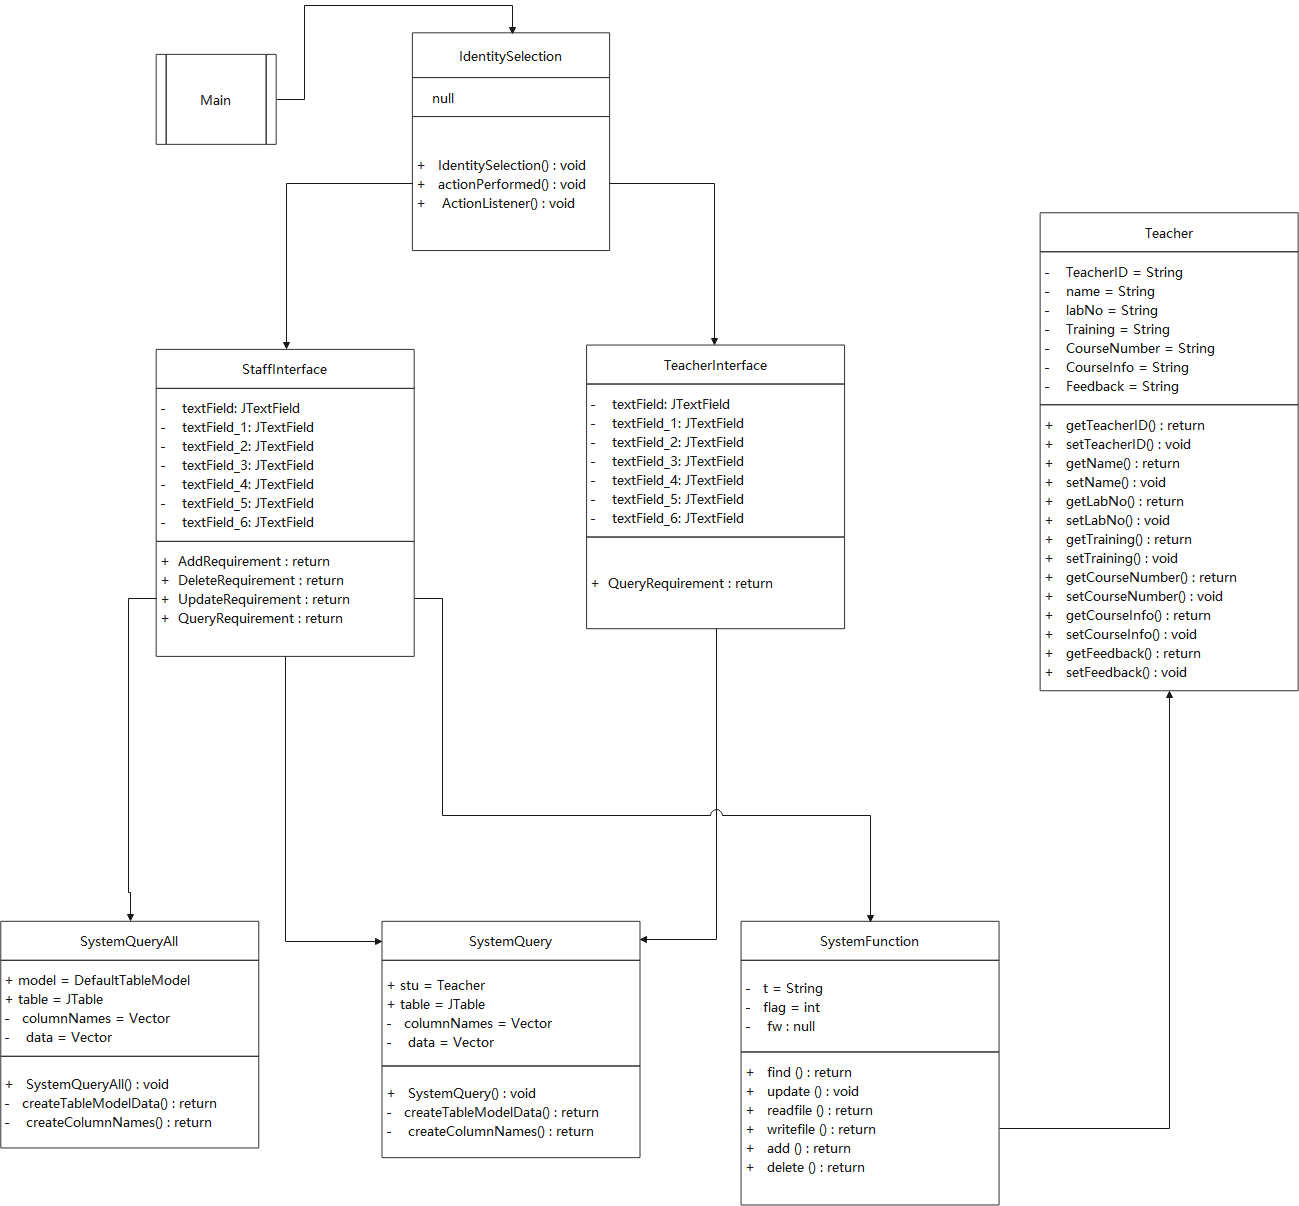 Main
IdentitySelection
null
+ IdentitySelection() : void
+ actionPerformed() : void
+ ActionListener() : void
StaffInterface
- textField: JTextField
- textField_1: JTextField
- textField_2: JTextField
- textField_3: JTextField
- textField_4: JTextField
- textField_5: JTextField
- textField_6: JTextField
+ AddRequirement : return
+ DeleteRequirement : return
+ UpdateRequirement : return
+ QueryRequirement : return
TeacherInterface
- textField: JTextField
- textField_1: JTextField
- textField_2: JTextField
- textField_3: JTextField
- textField_4: JTextField
- textField_5: JTextField
- textField_6: JTextField
+ QueryRequirement : return
Teacher
- TeacherID = String
- name = String
- labNo = String
- Training = String
- CourseNumber = String
- CourseInfo = String
- Feedback = String
+ getTeacherID() : return
+ setTeacherID() : void
+ getName() : return
+ setName() : void
+ getLabNo() : return
+ setLabNo() : void
+ getTraining() : return
+ setTraining() : void
+ getCourseNumber() : return
+ setCourseNumber() : void
+ getCourseInfo() : return
+ setCourseInfo() : void
+ getFeedback() : return
+ setFeedback() : void
SystemQueryAll
+ model = DefaultTableModel
+ table = JTable
- columnNames = Vector
- data = Vector
+ SystemQueryAll() : void
- createTableModelData() : return
- createColumnNames() : return
SystemQuery
+ stu = Teacher
+ table = JTable
- columnNames = Vector
- data = Vector
+ SystemQuery() : void
- createTableModelData() : return
- createColumnNames() : return
SystemFunction
- t = String
- flag = int
- fw : null
+ find () : return
+ update () : void
+ readfile () : return
+ writefile () : return
+ add () : return
+ delete () : return